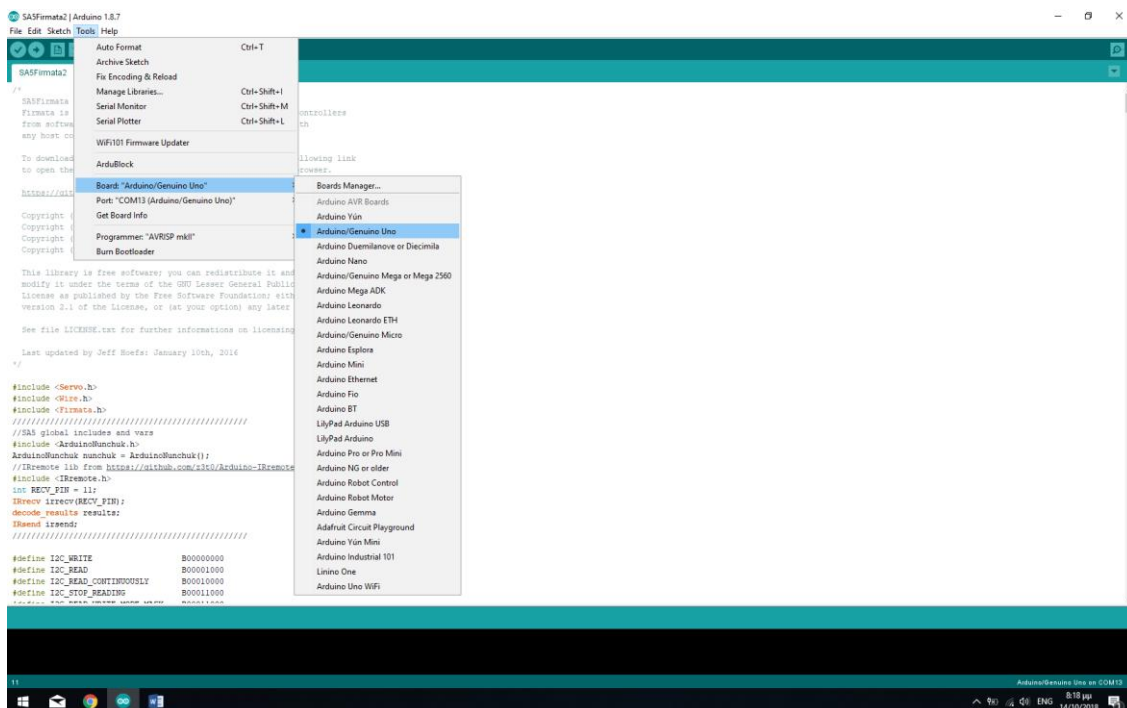 SA5Firmata2 | Arduino 1.8.7
File Edit Sketch Tools Help
SA5Firmata2
Auto Format Ctrl+T
Archive Sketch
Fix Encoding & Reload
Manage Libraries... Ctrl+Shift+I
Serial Monitor Ctrl+Shift+M
Serial Plotter Ctrl+Shift+L
WiFi101 Firmware Updater
ArduBlock
Board: "Arduino/Genuino Uno"
Port: "COM13 (Arduino/Genuino Uno)"
Get Board Info
Programmer: "AVRISP mkII"
Burn Bootloader
Boards Manager...
Arduino AVR Boards
Arduino Yún
Arduino/Genuino Uno
Arduino Duemilanove or Diecimila
Arduino Nano
Arduino/Genuino Mega or Mega 2560
Arduino Mega ADK
Arduino Leonardo
Arduino Leonardo ETH
Arduino/Genuino Micro
Arduino Esplora
Arduino Mini
Arduino Ethernet
Arduino Fio
Arduino BT
LilyPad Arduino USB
LilyPad Arduino
Arduino Pro or Pro Mini
Arduino NG or older
Arduino Robot Control
Arduino Robot Motor
Arduino Gemma
Adafruit Circuit Playground
Arduino Yún Mini
Arduino Industrial 101
Linino One
Arduino Uno WiFi
/*
SA5Firmata
Firmata is ontrollers
from softwa th
any host co
To download llowing link
to open the rowser.
https://git
Copyright (
Copyright (
Copyright (
Copyright (
This library is free software; you can redistribute it and
modify it under the terms of the GNU Lesser General Public
License as published by the Free Software Foundation; eith
version 2.1 of the License, or (at your option) any later
See file LICENSE.txt for further informations on licensing
Last updated by Jeff Hoefs: January 10th, 2016
*/
#include <Servo.h>
#include <Wire.h>
#include <Firmata.h>
//////////////////////////////////////////////////
//SA5 global includes and vars
#include <ArduinoNunchuk.h>
ArduinoNunchuk nunchuk = ArduinoNunchuk();
//IRremote lib from https://github.com/z3t0/Arduino-IRremote
#include <IRremote.h>
int RECV_PIN = 11;
IRrecv irrecv(RECV_PIN);
decode_results results;
IRsend irsend;
//////////////////////////////////////////////////
#define I2C_WRITE B00000000
#define I2C_READ B00001000
#define I2C_READ_CONTINUOUSLY B00010000
#define I2C_STOP_READING B00011000
11
Arduino/Genuino Uno on COM13
ENG
8:18 μμ
14/10/2018